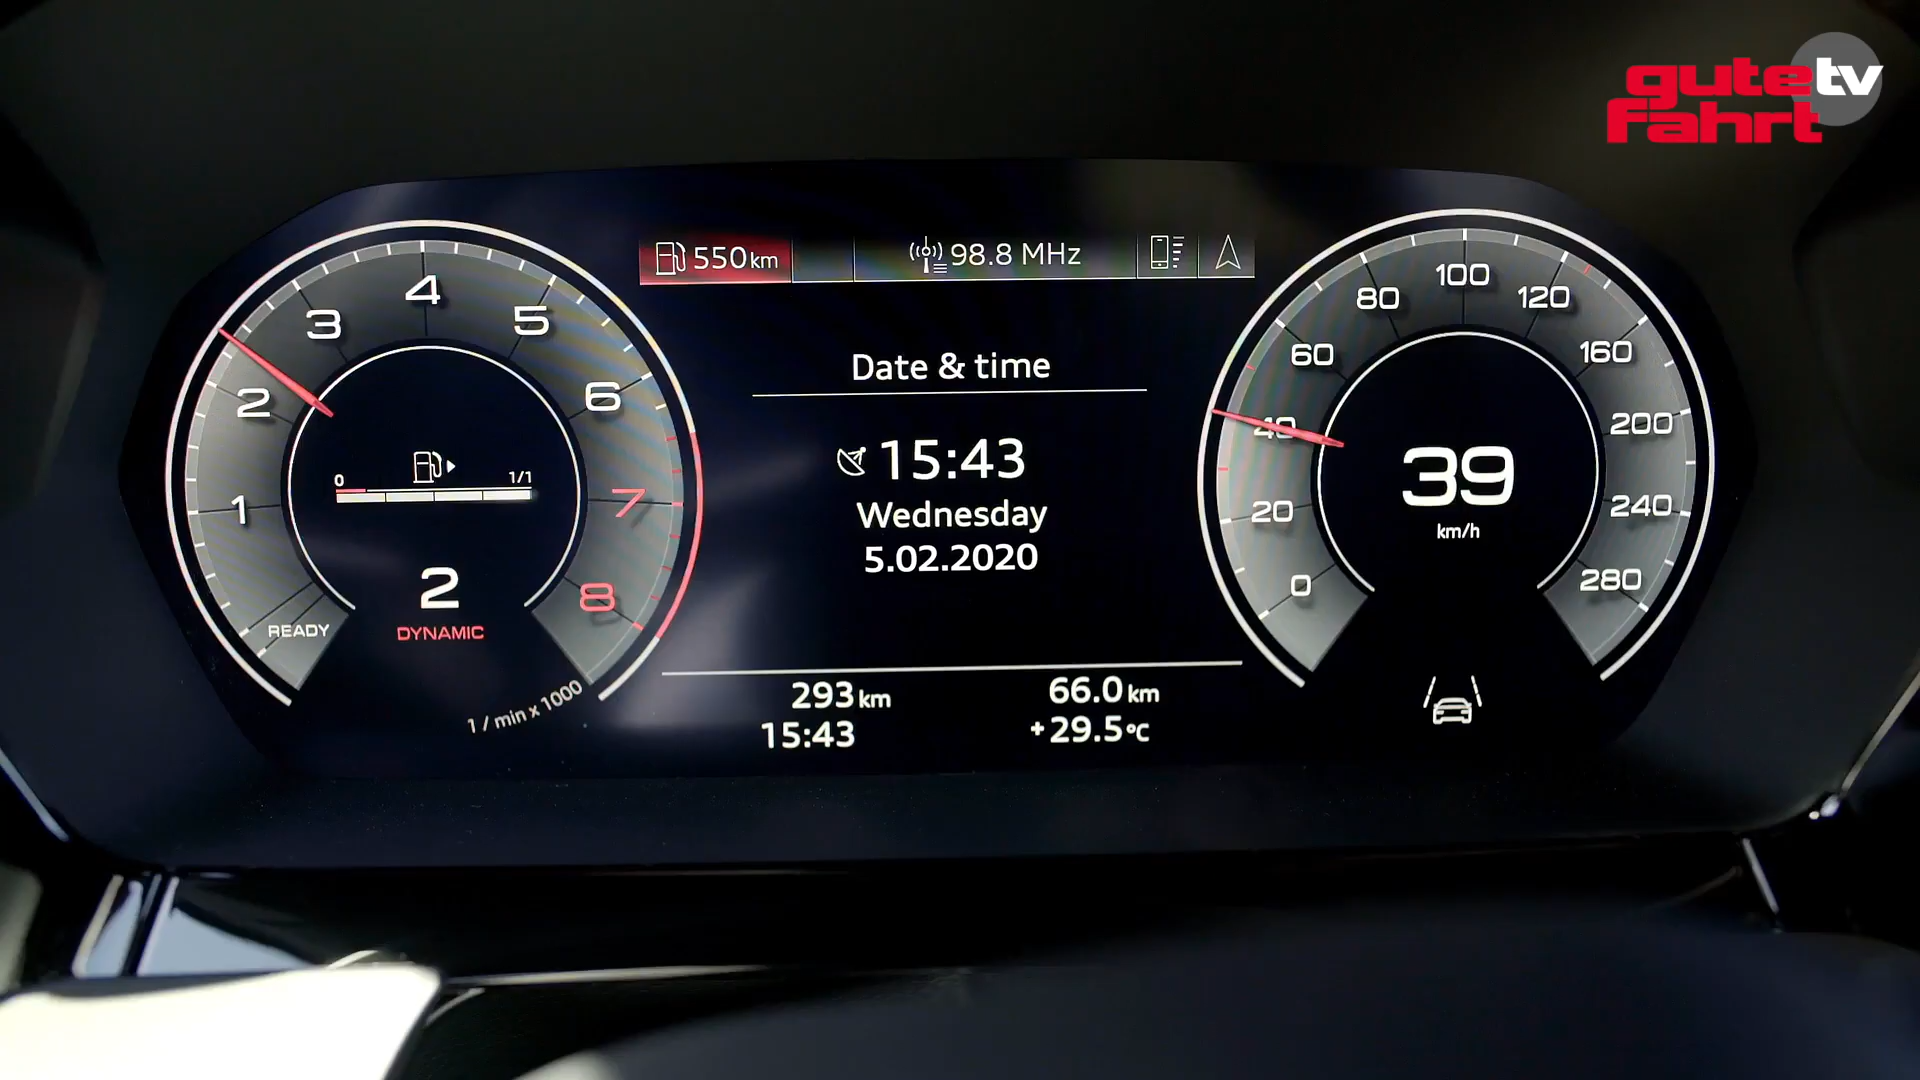 gute tv
fahrt
550 km
98.8 MHz
1
2
3
4
5
6
7
8
READY
0
1/1
2
DYNAMIC
1 / min x 1000
Date & time
15:43
Wednesday
5.02.2020
293 km
66.0 km
15:43
+29.5 °C
0
20
40
60
80
100
120
160
200
240
280
39
km/h